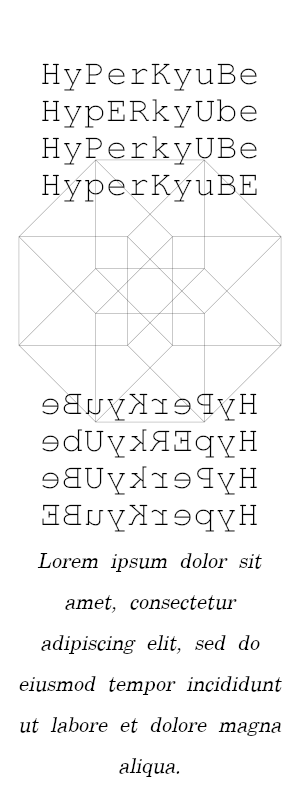 HyPerKyuBe
HypERkyUbe
HyPerkyUBe
HyperKyuBE
HyPerKyuBe
HypERkyUbe
HyPerkyUBe
HyperKyuBE
Lorem ipsum dolor sit
amet, consectetur
adipiscing elit, sed do
eiusmod tempor incididunt
ut labore et dolore magna
aliqua.